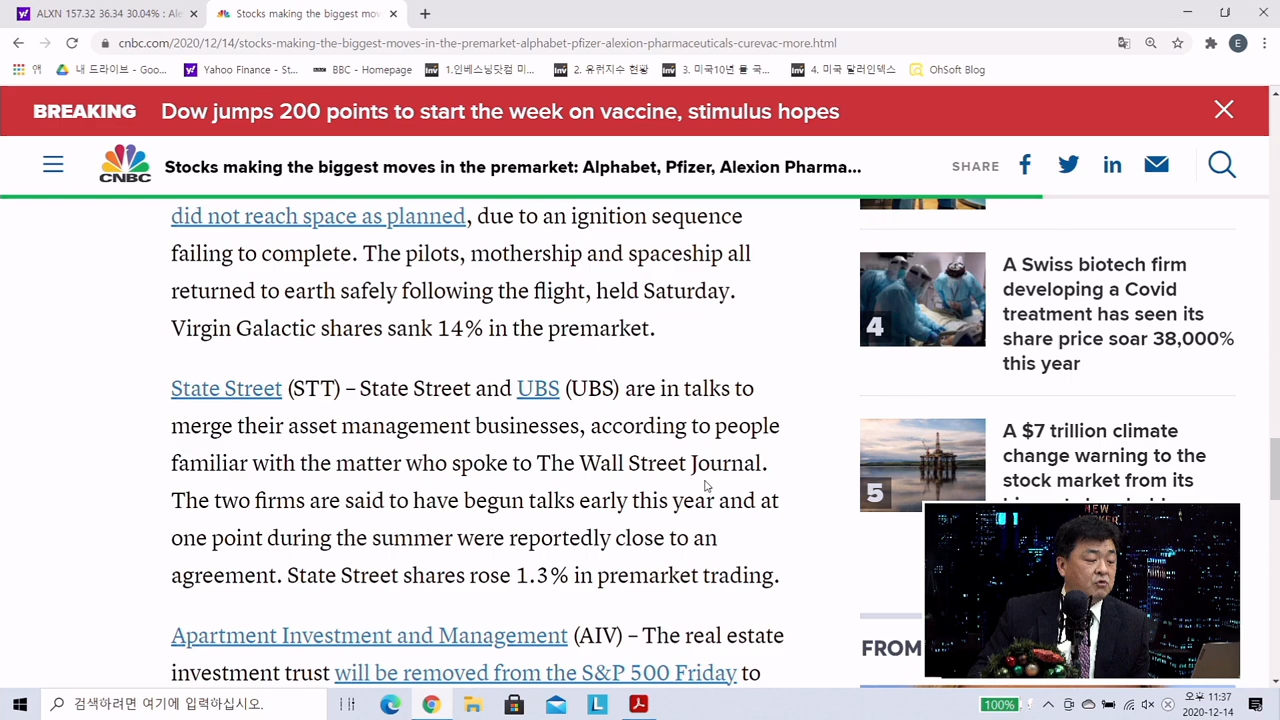 ALXN 157.32 36.34 30.04% : Ale
Stocks making the biggest mov
cnbc.com/2020/12/14/stocks-making-the-biggest-moves-in-the-premarket-alphabet-pfizer-alexion-pharmaceuticals-curevac-more.html
E
앱
내 드라이브 - Goo...
Yahoo Finance - St...
BBC - Homepage
1.인베스닝닷컴 미...
2. 유럽지수 현황
3. 미국10년 물 국...
4. 미국 달러인덱스
OhSoft Blog
BREAKING
Dow jumps 200 points to start the week on vaccine, stimulus hopes
CNBC
Stocks making the biggest moves in the premarket: Alphabet, Pfizer, Alexion Pharma...
SHARE
did not reach space as planned, due to an ignition sequence
failing to complete. The pilots, mothership and spaceship all
returned to earth safely following the flight, held Saturday.
Virgin Galactic shares sank 14% in the premarket.
State Street (STT) – State Street and UBS (UBS) are in talks to
merge their asset management businesses, according to people
familiar with the matter who spoke to The Wall Street Journal.
The two firms are said to have begun talks early this year and at
one point during the summer were reportedly close to an
agreement. State Street shares rose 1.3% in premarket trading.
Apartment Investment and Management (AIV) – The real estate
investment trust will be removed from the S&P 500 Friday to
4
A Swiss biotech firm
developing a Covid
treatment has seen its
share price soar 38,000%
this year
5
A $7 trillion climate
change warning to the
stock market from its
FROM
검색하려면 여기에 입력하십시오.
100%
오후 11:37
2020-12-14